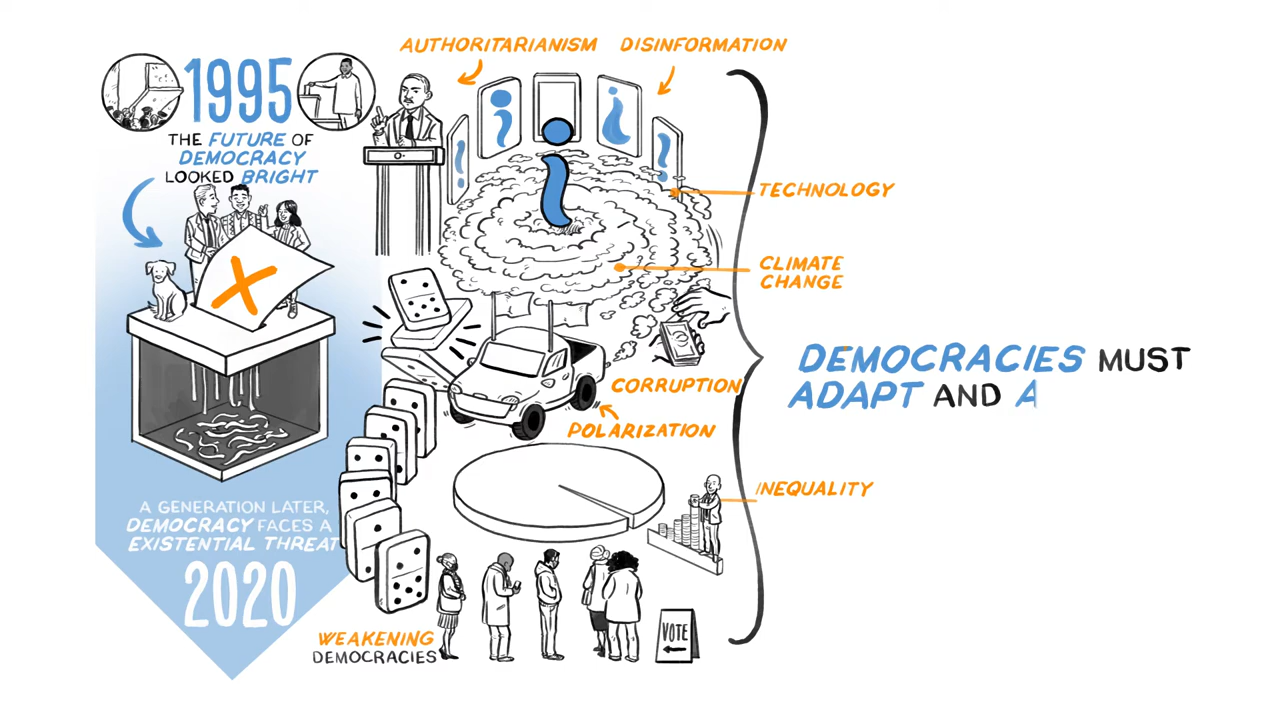 1995
THE FUTURE OF
DEMOCRACY
LOOKED BRIGHT
X
A GENERATION LATER,
DEMOCRACY FACES A
EXISTENTIAL THREAT
2020
AUTHORITARIANISM
DISINFORMATION
i
TECHNOLOGY
CLIMATE
CHANGE
CORRUPTION
POLARIZATION
INEQUALITY
VOTE
WEAKENING
DEMOCRACIES
DEMOCRACIES MUST
ADAPT AND A